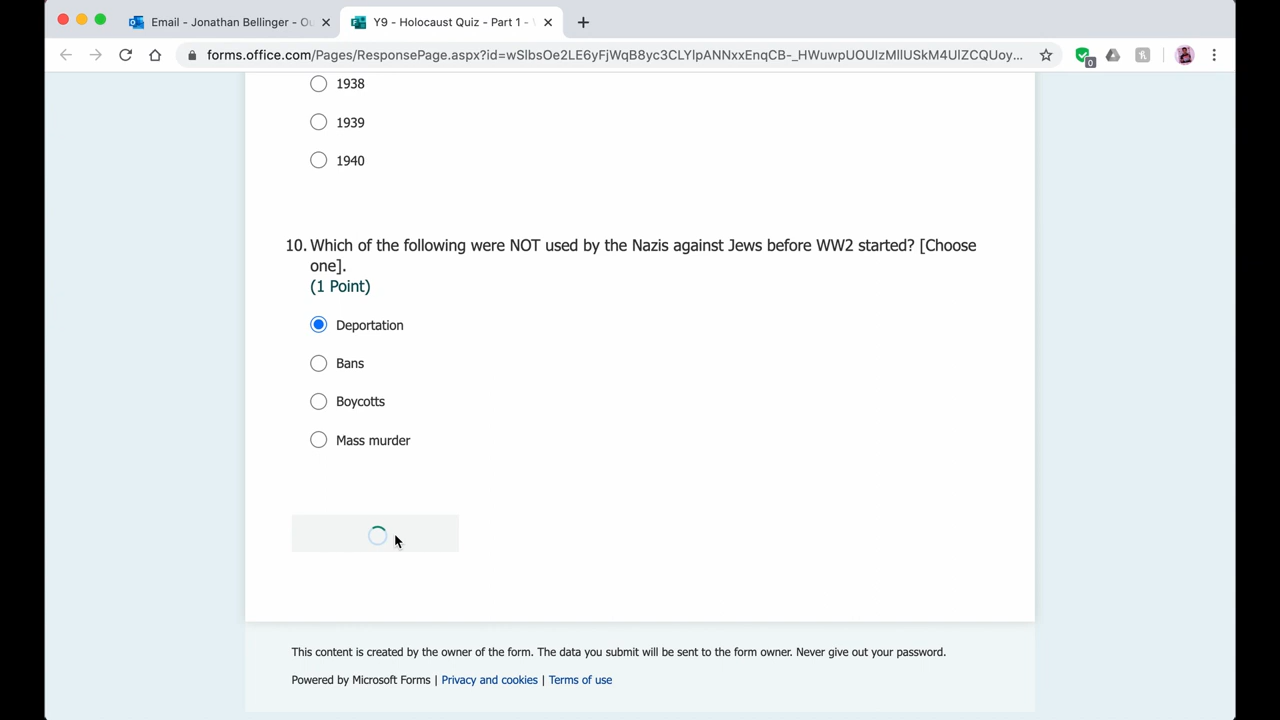 Email - Jonathan Bellinger - Ou
Y9 - Holocaust Quiz - Part 1 -
forms.office.com/Pages/ResponsePage.aspx?id=wSlbsOe2LE6yFjWqB8yc3CLYlpANNxxEnqCB-_HWuwpUOUIzMllUSkM4UlZCQUoy...
0
1938
1939
1940
10. Which of the following were NOT used by the Nazis against Jews before WW2 started? [Choose
one].
(1 Point)
Deportation
Bans
Boycotts
Mass murder
This content is created by the owner of the form. The data you submit will be sent to the form owner. Never give out your password.
Powered by Microsoft Forms | Privacy and cookies | Terms of use